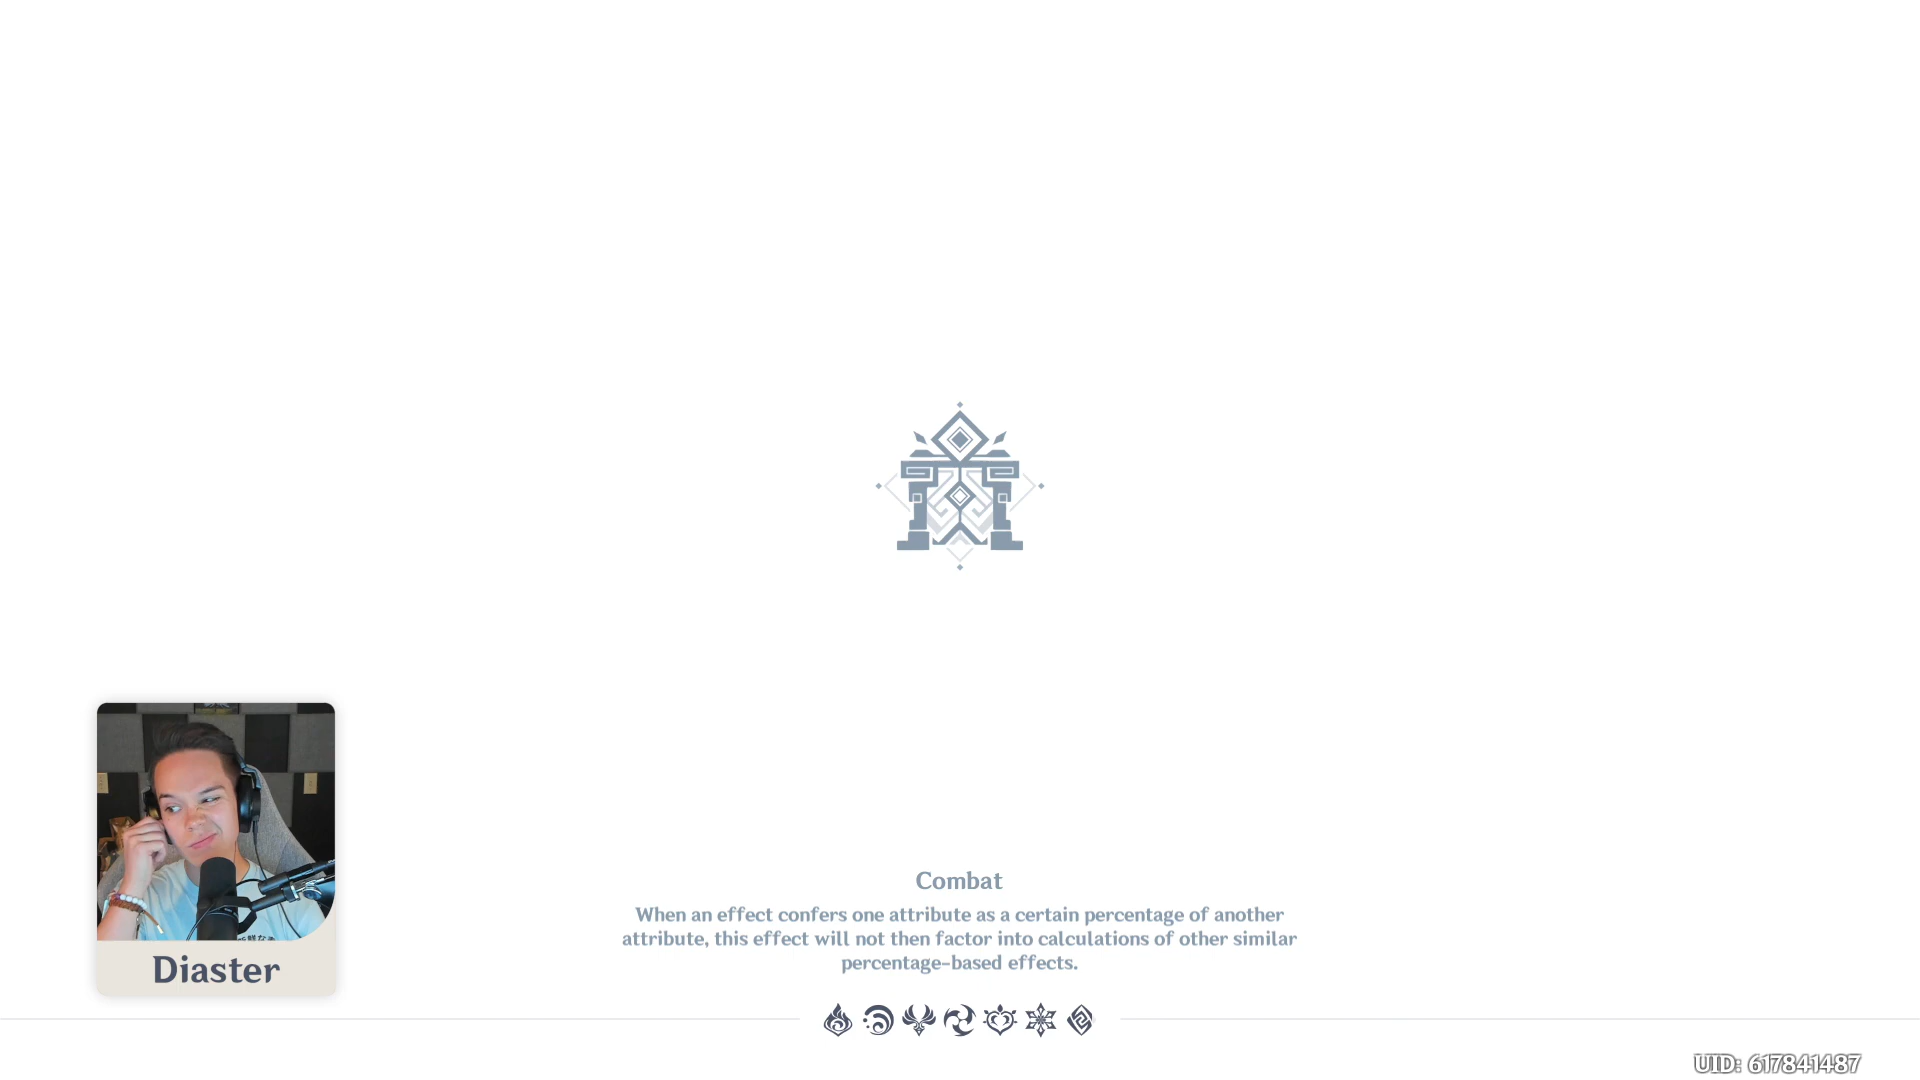 Combat
When an effect confers one attribute as a certain percentage of another
attribute, this effect will not then factor into calculations of other similar
percentage-based effects.
Diaster
UID: 617841487